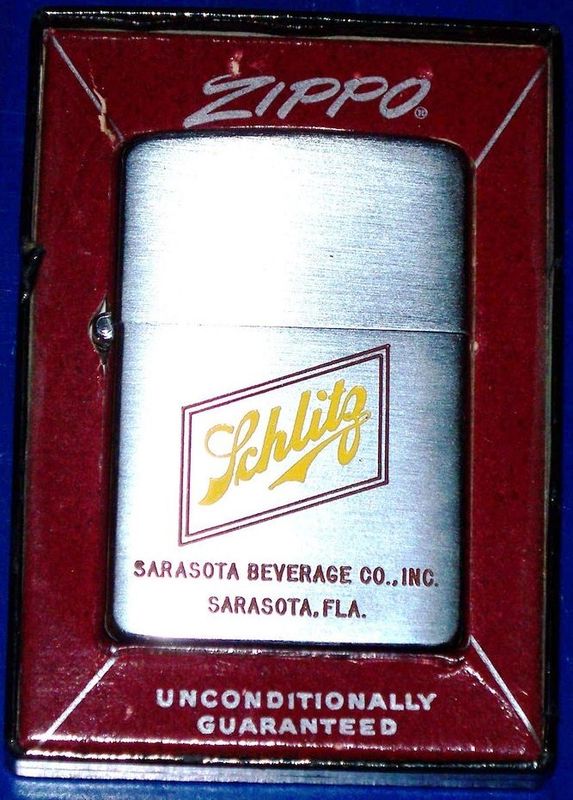 ZIPPO®
Schlitz
SARASOTA BEVERAGE CO., INC.
SARASOTA, FLA.
UNCONDITIONALLY
GUARANTEED